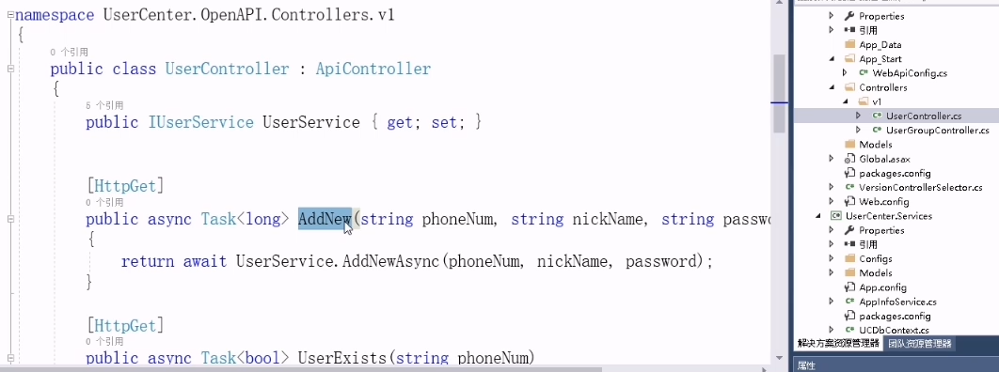 namespace UserCenter.OpenAPI.Controllers.v1
{
0 个引用
public class UserController : ApiController
{
5 个引用
public IUserService UserService { get; set; }
[HttpGet]
0 个引用
public async Task<long> AddNew(string phoneNum, string nickName, string passwo
{
return await UserService.AddNewAsync(phoneNum, nickName, password);
}
[HttpGet]
0 个引用
public async Task<bool> UserExists(string phoneNum)
Properties
引用
App_Data
App_Start
WebApiConfig.cs
Controllers
v1
UserController.cs
UserGroupController.cs
Models
Global.asax
packages.config
VersionControllerSelector.cs
Web.config
UserCenter.Services
Properties
引用
Configs
Models
App.config
AppInfoService.cs
packages.config
UCDbContext.cs
解决方案资源管理器 团队资源管理器
属性